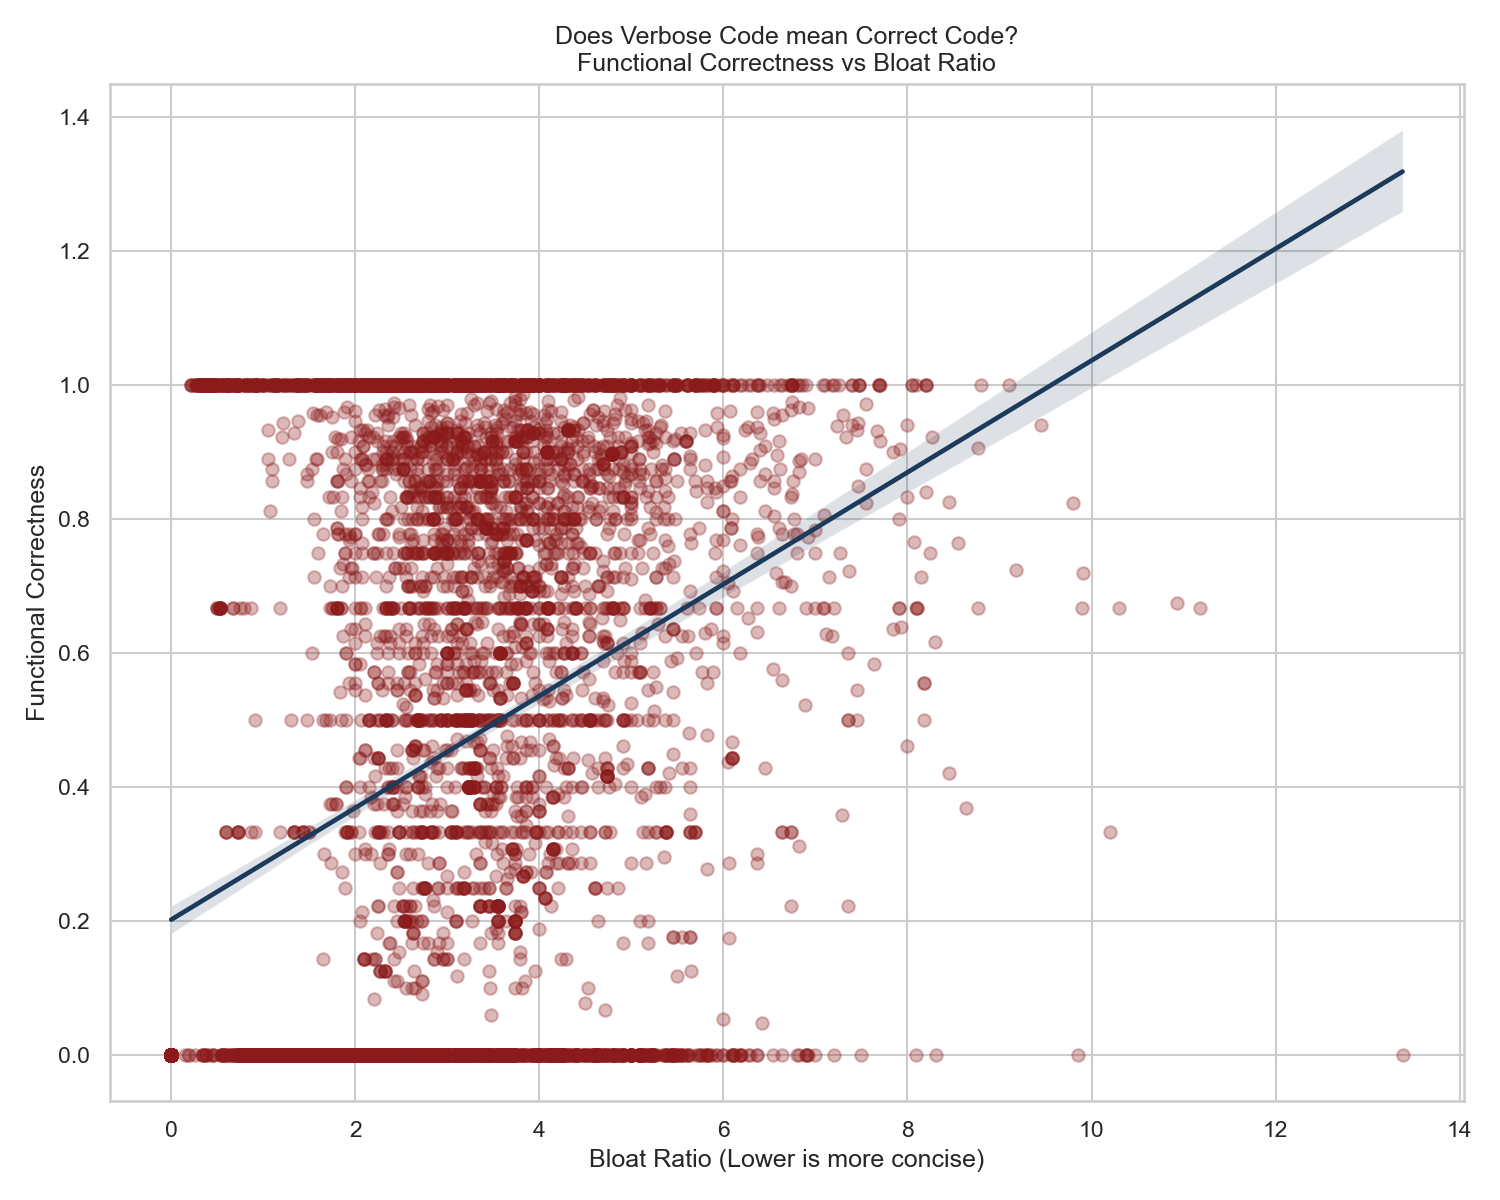 Does Verbose Code mean Correct Code?
Functional Correctness vs Bloat Ratio
1.4
1.2
1.0
0.8
0.6
0.4
0.2
0.0
Functional Correctness
0 2 4 6 8 10 12 14
Bloat Ratio (Lower is more concise)